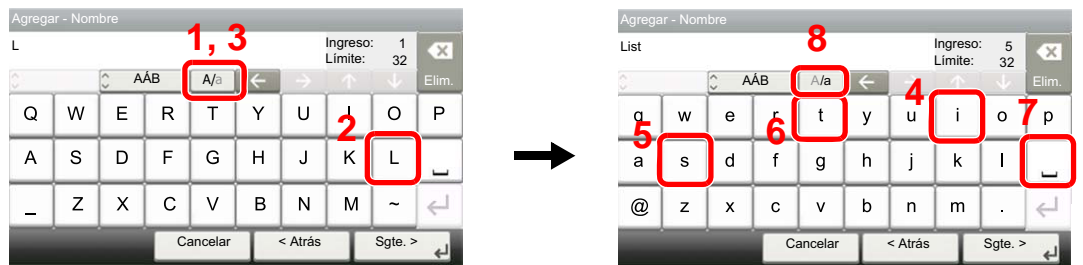 Agregar - Nombre
L
1, 3
Ingreso: 1
Límite: 32
AÁB
A/a
Elim.
Q W E R T Y U I O P
2
A S D F G H J K L
_ Z X C V B N M ~
Cancelar
< Atrás
Sgte. >
Agregar - Nombre
List
8
Ingreso: 5
Límite: 32
AÁB
A/a
Elim.
4
7
q w e r t y u i o p
5
6
a s d f g h j k l
@ z x c v b n m .
Cancelar
< Atrás
Sgte. >